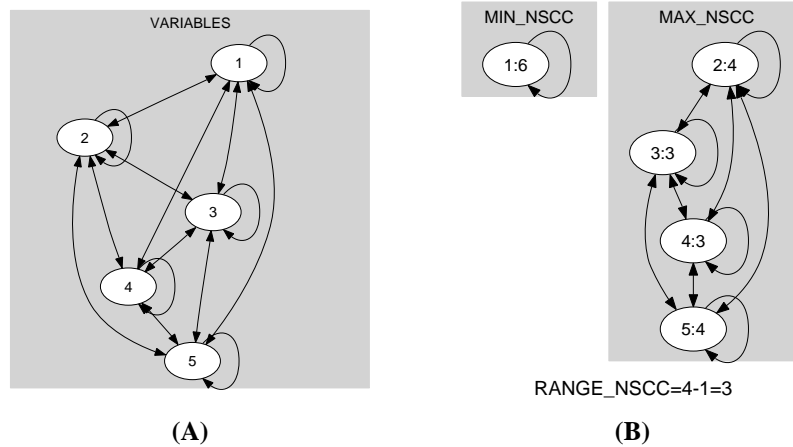 VARIABLES
1
2
3
4
5
(A)
MIN_NSCC
1:6
MAX_NSCC
2:4
3:3
4:3
5:4
RANGE_NSCC=4-1=3
(B)